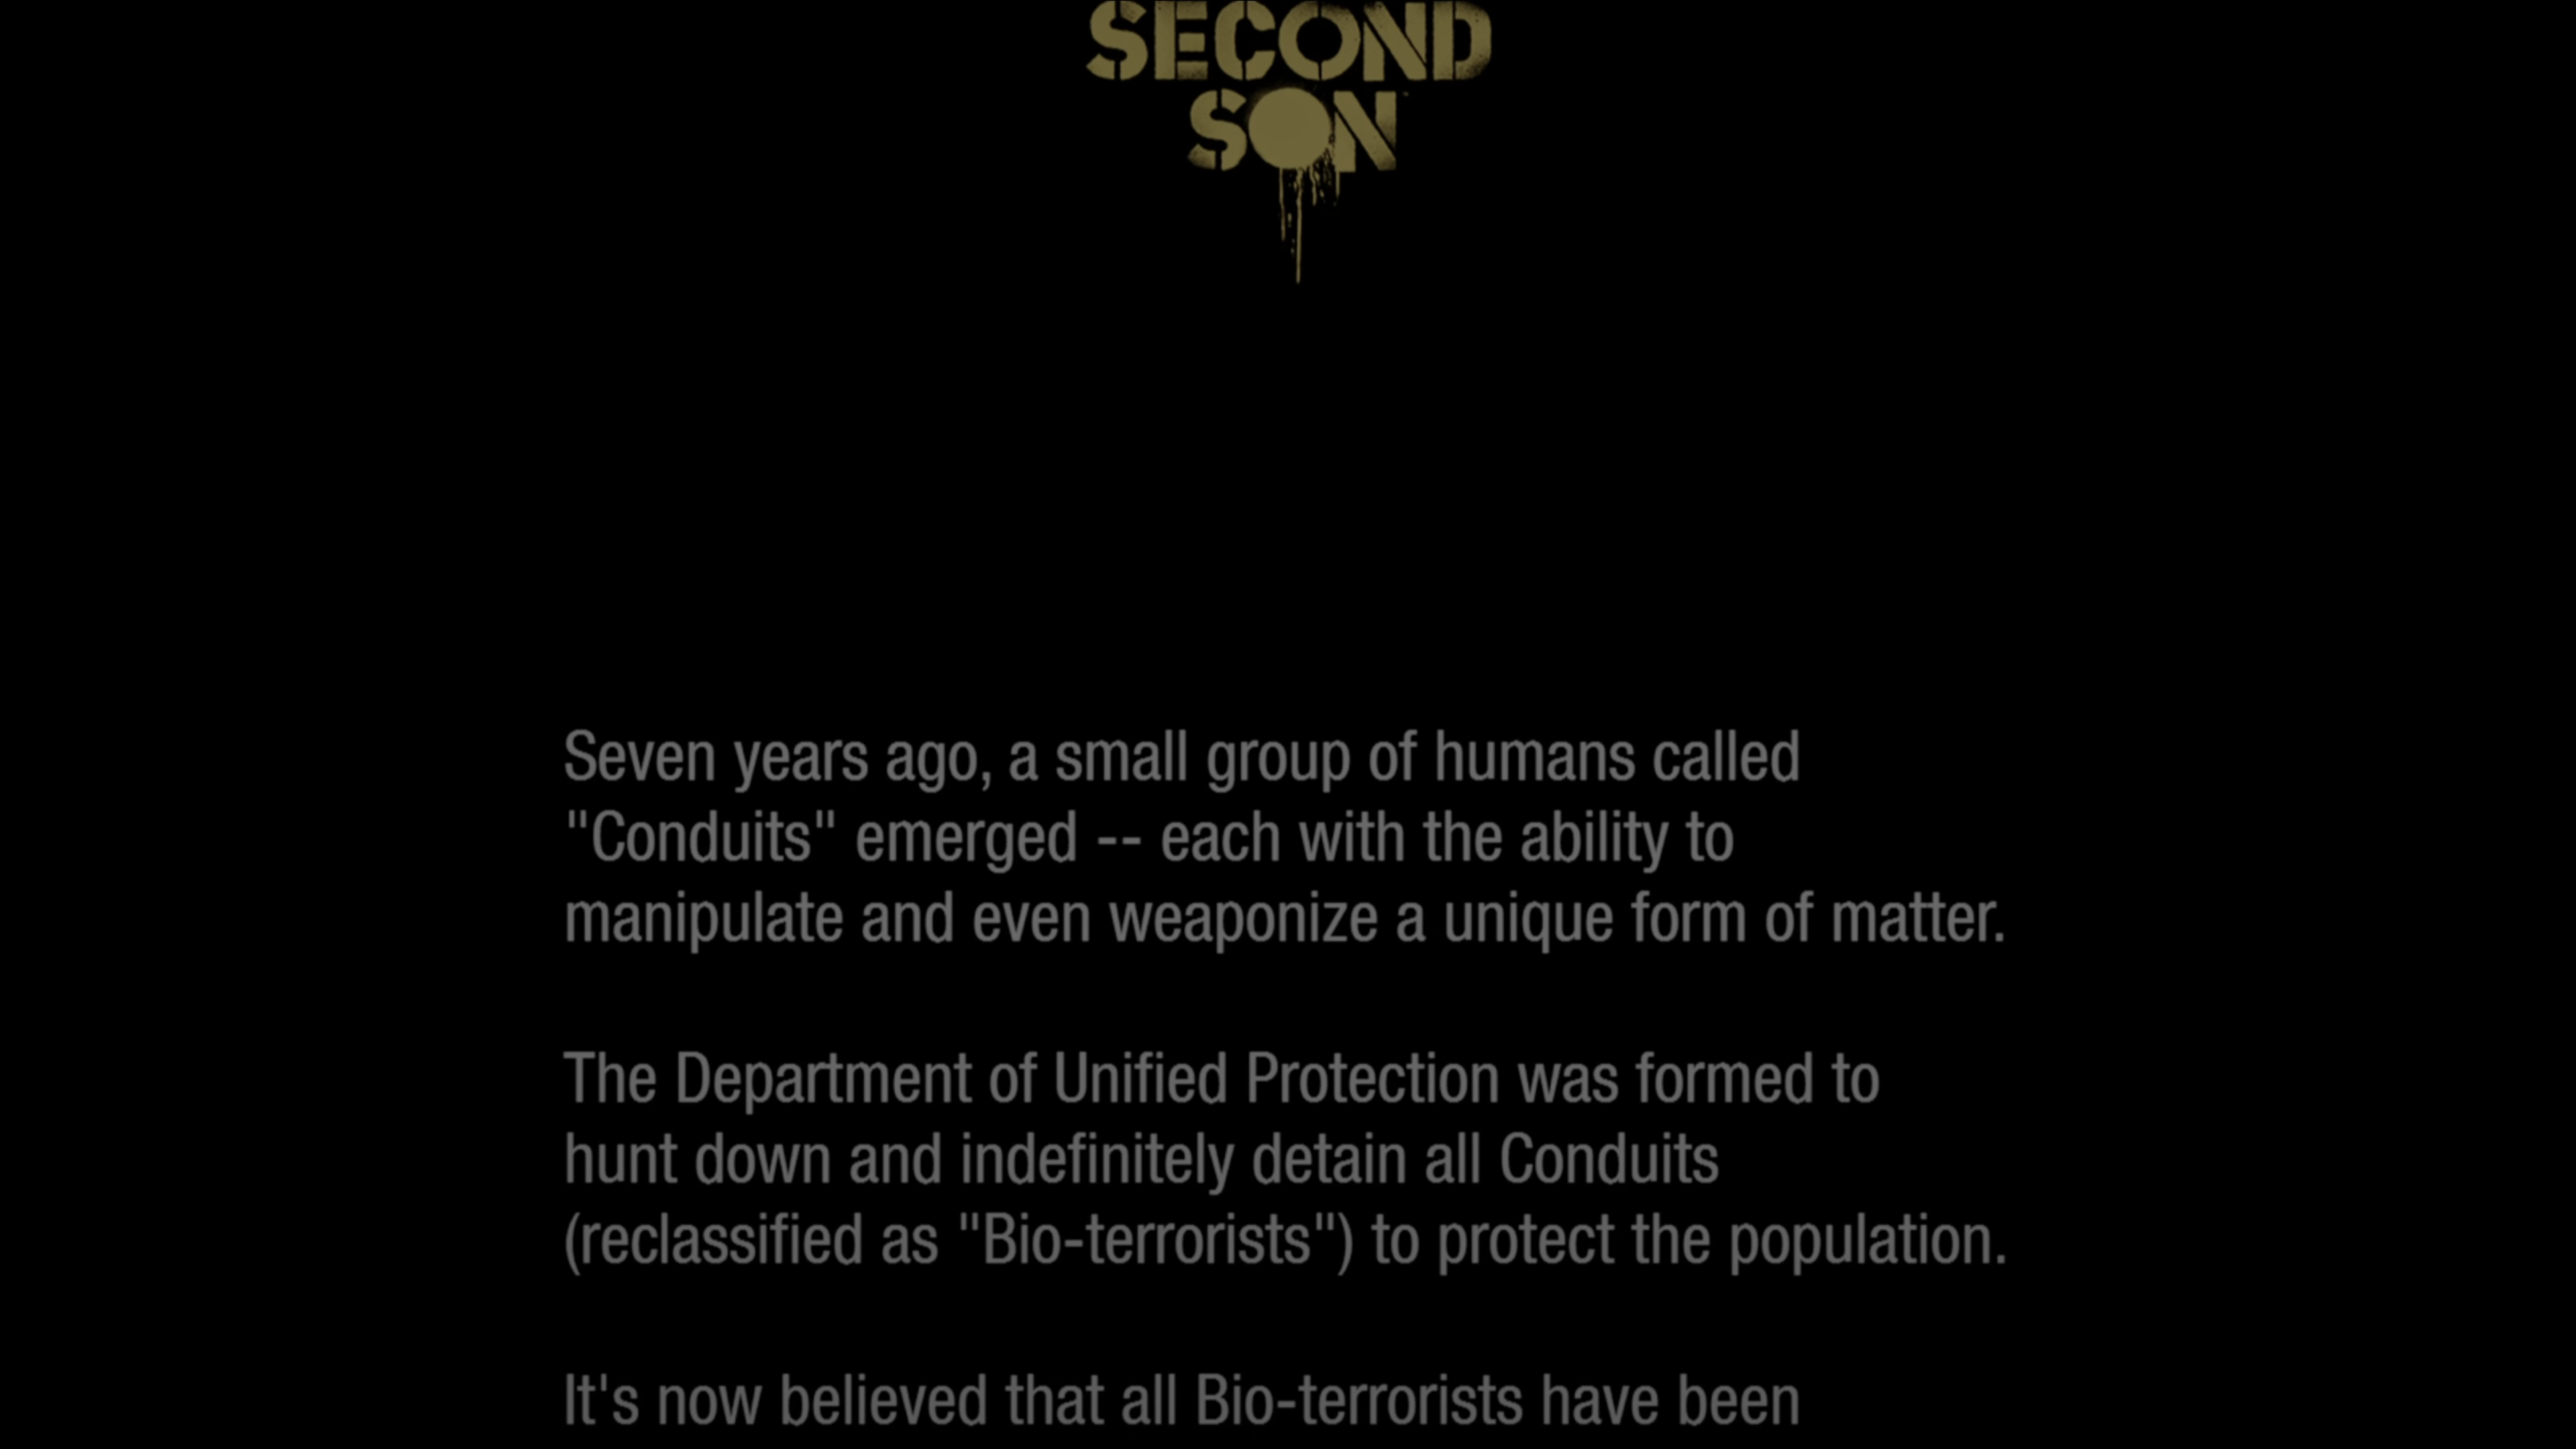 SECOND
SON
Seven years ago, a small group of humans called
"Conduits" emerged -- each with the ability to
manipulate and even weaponize a unique form of matter.
The Department of Unified Protection was formed to
hunt down and indefinitely detain all Conduits
(reclassified as "Bio-terrorists") to protect the population.
It's now believed that all Bio-terrorists have been